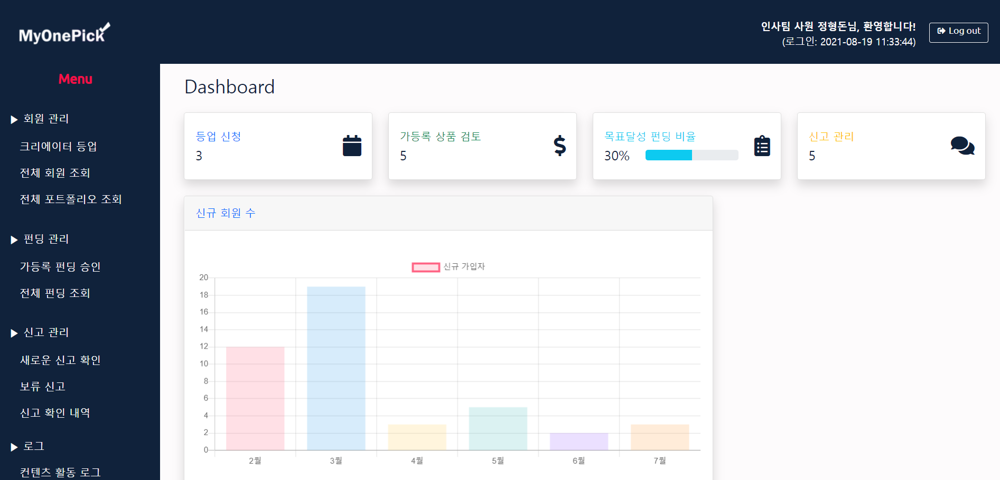 MyOnePick
인사팀 사원 정형돈님, 환영합니다!
(로그인: 2021-08-19 11:33:44)
Log out
Menu
▶ 회원 관리
크리에이터 등업
전체 회원 조회
전체 포트폴리오 조회
▶ 펀딩 관리
가등록 펀딩 승인
전체 펀딩 조회
▶ 신고 관리
새로운 신고 확인
보류 신고
신고 확인 내역
▶ 로그
컨텐츠 활동 로그
Dashboard
등업 신청
3
가등록 상품 검토
5
목표달성 펀딩 비율
30%
신고 관리
5
신규 회원 수
신규 가입자
20
18
16
14
12
10
8
6
4
2
0
2월 3월 4월 5월 6월 7월